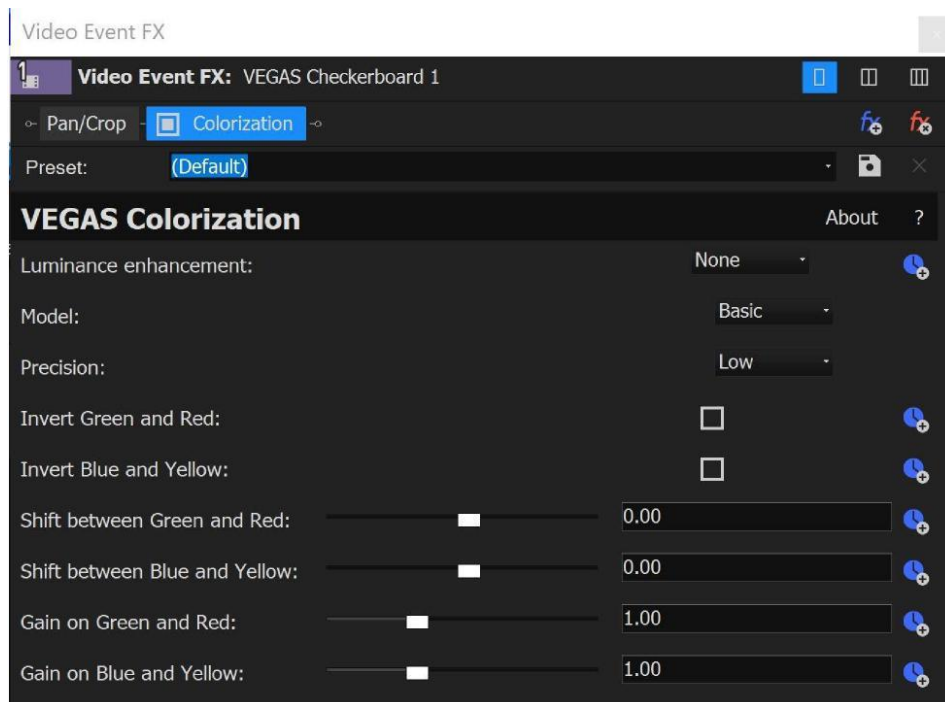 Video Event FX
1 Video Event FX: VEGAS Checkerboard 1
Pan/Crop Colorization fx fx
Preset: (Default)
VEGAS Colorization About ?
Luminance enhancement: None
Model: Basic
Precision: Low
Invert Green and Red:
Invert Blue and Yellow:
Shift between Green and Red: 0.00
Shift between Blue and Yellow: 0.00
Gain on Green and Red: 1.00
Gain on Blue and Yellow: 1.00